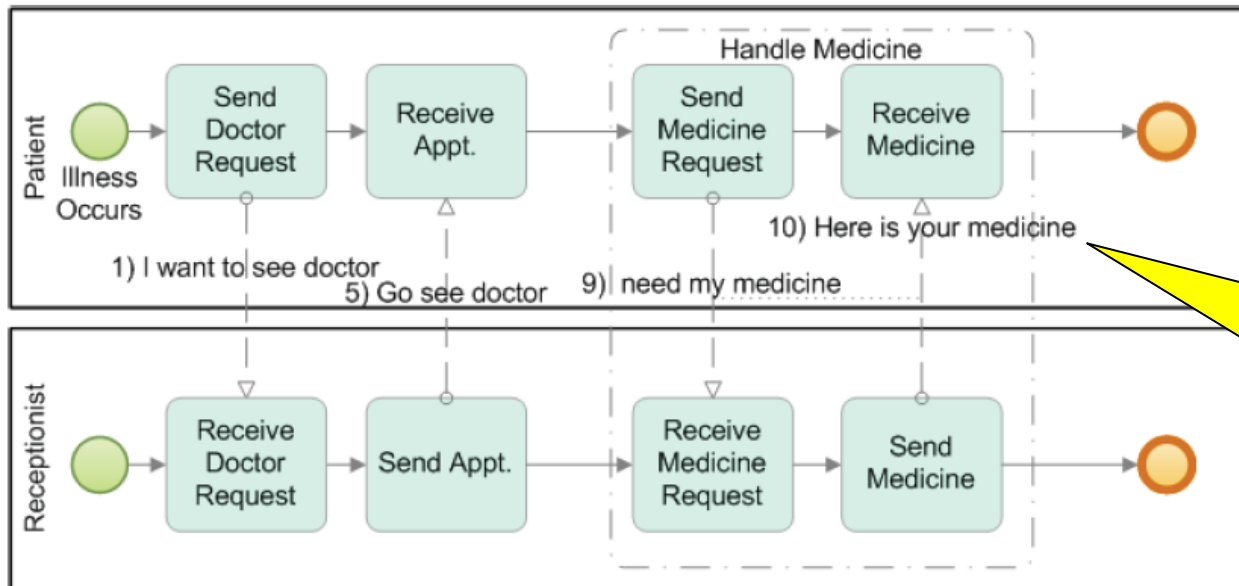 Patient
Illness
Occurs
Send
Doctor
Request
Receive
Appt.
Handle Medicine
Send
Medicine
Request
Receive
Medicine
1) I want to see doctor
5) Go see doctor
9) need my medicine
10) Here is your medicine
Receptionist
Receive
Doctor
Request
Send Appt.
Receive
Medicine
Request
Send
Medicine